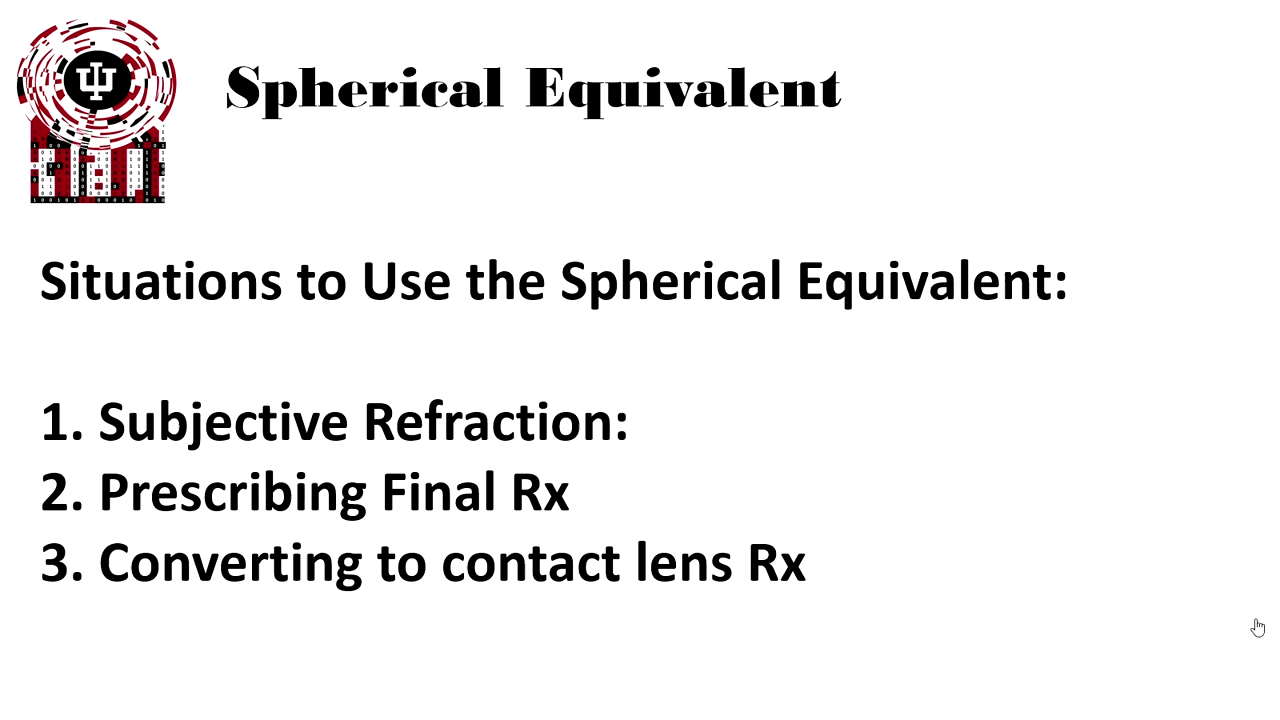 Spherical Equivalent
Situations to Use the Spherical Equivalent:
1. Subjective Refraction:
2. Prescribing Final Rx
3. Converting to contact lens Rx